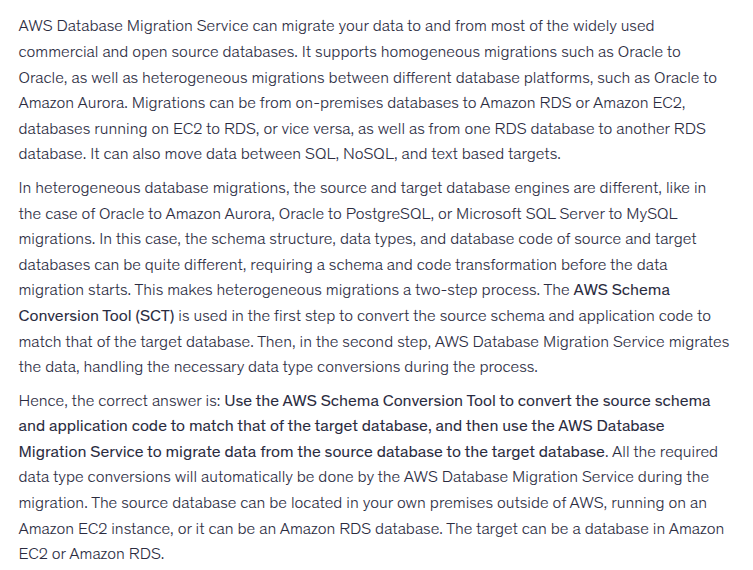 AWS Database Migration Service can migrate your data to and from most of the widely used
commercial and open source databases. It supports homogeneous migrations such as Oracle to
Oracle, as well as heterogeneous migrations between different database platforms, such as Oracle to
Amazon Aurora. Migrations can be from on-premises databases to Amazon RDS or Amazon EC2,
databases running on EC2 to RDS, or vice versa, as well as from one RDS database to another RDS
database. It can also move data between SQL, NoSQL, and text based targets.
In heterogeneous database migrations, the source and target database engines are different, like in
the case of Oracle to Amazon Aurora, Oracle to PostgreSQL, or Microsoft SQL Server to MySQL
migrations. In this case, the schema structure, data types, and database code of source and target
databases can be quite different, requiring a schema and code transformation before the data
migration starts. This makes heterogeneous migrations a two-step process. The AWS Schema
Conversion Tool (SCT) is used in the first step to convert the source schema and application code to
match that of the target database. Then, in the second step, AWS Database Migration Service migrates
the data, handling the necessary data type conversions during the process.
Hence, the correct answer is: Use the AWS Schema Conversion Tool to convert the source schema
and application code to match that of the target database, and then use the AWS Database
Migration Service to migrate data from the source database to the target database. All the required
data type conversions will automatically be done by the AWS Database Migration Service during the
migration. The source database can be located in your own premises outside of AWS, running on an
Amazon EC2 instance, or it can be an Amazon RDS database. The target can be a database in Amazon
EC2 or Amazon RDS.